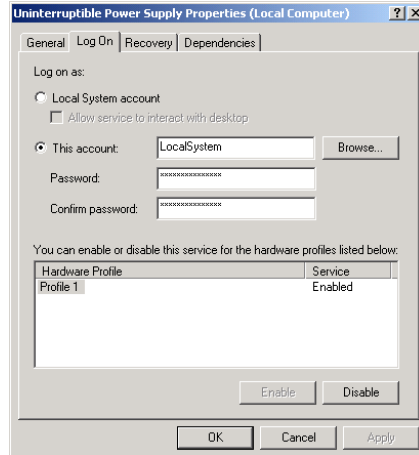 Uninterruptible Power Supply Properties (Local Computer)
General Log On Recovery Dependencies
Log on as:
Local System account
Allow service to interact with desktop
This account: LocalSystem Browse...
Password: xxxxxxxxxxxxxxx
Confirm password: xxxxxxxxxxxxxxx
You can enable or disable this service for the hardware profiles listed below:
Hardware Profile Service
Profile 1 Enabled
Enable Disable
OK Cancel Apply